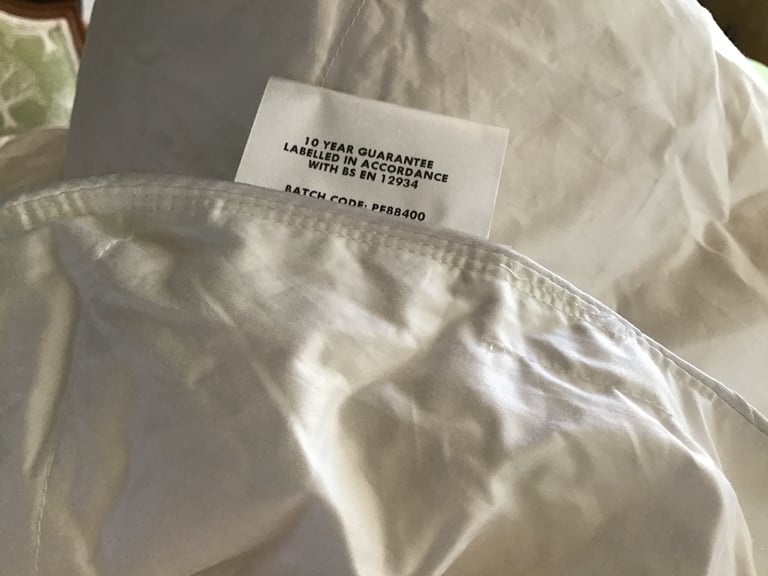 10 YEAR GUARANTEE
LABELLED IN ACCORDANCE
WITH BS EN 12934
BATCH CODE: PF88400